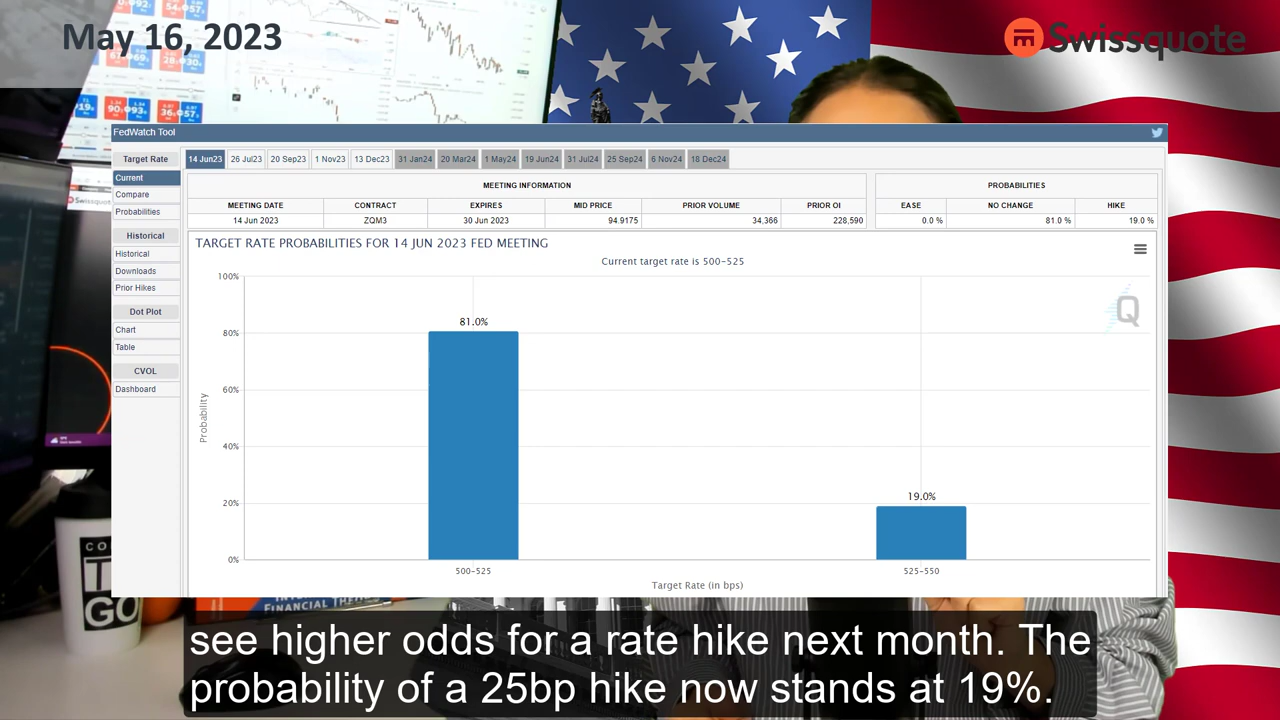 May 16, 2023
Swissquote
FedWatch Tool
Target Rate
Current
Compare
Probabilities
Historical
Historical
Downloads
Prior Hikes
Dot Plot
Chart
Table
CVOL
Dashboard
14 Jun23 26 Jul23 20 Sep23 1 Nov23 13 Dec23 31 Jan24 20 Mar24 1 May24 19 Jun24 31 Jul24 25 Sep24 6 Nov24 18 Dec24
MEETING INFORMATION
MEETING DATE CONTRACT EXPIRES MID PRICE PRIOR VOLUME PRIOR OI
14 Jun 2023 ZQM3 30 Jun 2023 94.9175 34,366 228,590
PROBABILITIES
EASE NO CHANGE HIKE
0.0 % 81.0 % 19.0 %
TARGET RATE PROBABILITIES FOR 14 JUN 2023 FED MEETING
Current target rate is 500-525
100%
80%
60%
40%
20%
0%
Probability
81.0%
19.0%
Q
500-525 525-550
Target Rate (in bps)
CO
T
GO
FINANCIAL
see higher odds for a rate hike next month. The
probability of a 25bp hike now stands at 19%.